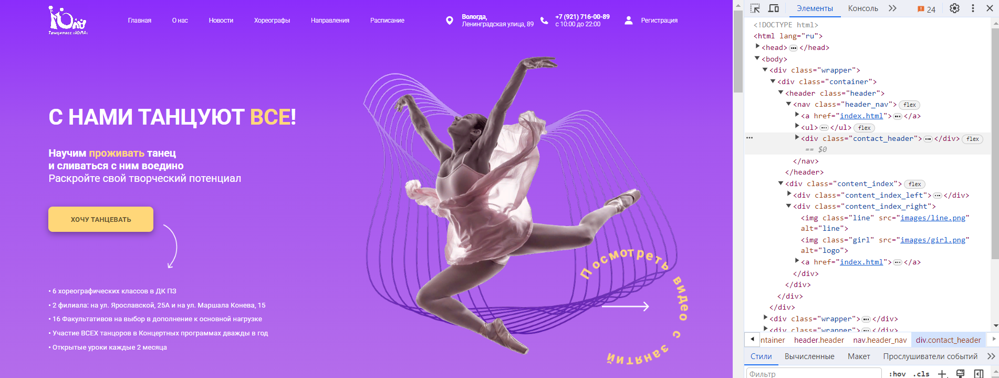 Юла
Танцкласс «ЮЛА»
Главная
О нас
Новости
Хореографы
Направления
Расписание
Вологда,
Ленинградская улица, 89
+7 (921) 716-00-89
с 10:00 до 22:00
Регистрация
С НАМИ ТАНЦУЮТ ВСЕ!
Научим проживать танец
и сливаться с ним воедино
Раскройте свой творческий потенциал
ХОЧУ ТАНЦЕВАТЬ
• 6 хореографических классов в ДК ПЗ
• 2 филиала: на ул. Ярославской, 25А и на ул. Маршала Конева, 15
• 16 Факультативов на выбор в дополнение к основной нагрузке
• Участие ВСЕХ танцоров в Концертных программах дважды в год
• Открытые уроки каждые 2 месяца
Посмотреть видео с занятий
Элементы
Консоль
24
<!DOCTYPE html>
<html lang="ru">
<head>…</head>
<body>
<div class="wrapper">
<div class="container">
<header class="header">
<nav class="header_nav"> flex
<a href="index.html">…</a>
<ul>…</ul> flex
<div class="contact_header">…</div> flex
== $0
</nav>
</header>
<div class="content_index"> flex
<div class="content_index_left">…</div>
<div class="content_index_right">
<img class="line" src="images/line.png"
alt="line">
<img class="girl" src="images/girl.png"
alt="logo">
<a href="index.html">…</a>
</div>
</div>
</div>
</div>
<div class="wrapper">…</div>
<div class="wrapper">…</div>
ontainer header.header nav.header_nav div.contact_header
Стили
Вычисленные
Макет
Прослушиватели событий
Фильтр
:hov .cls